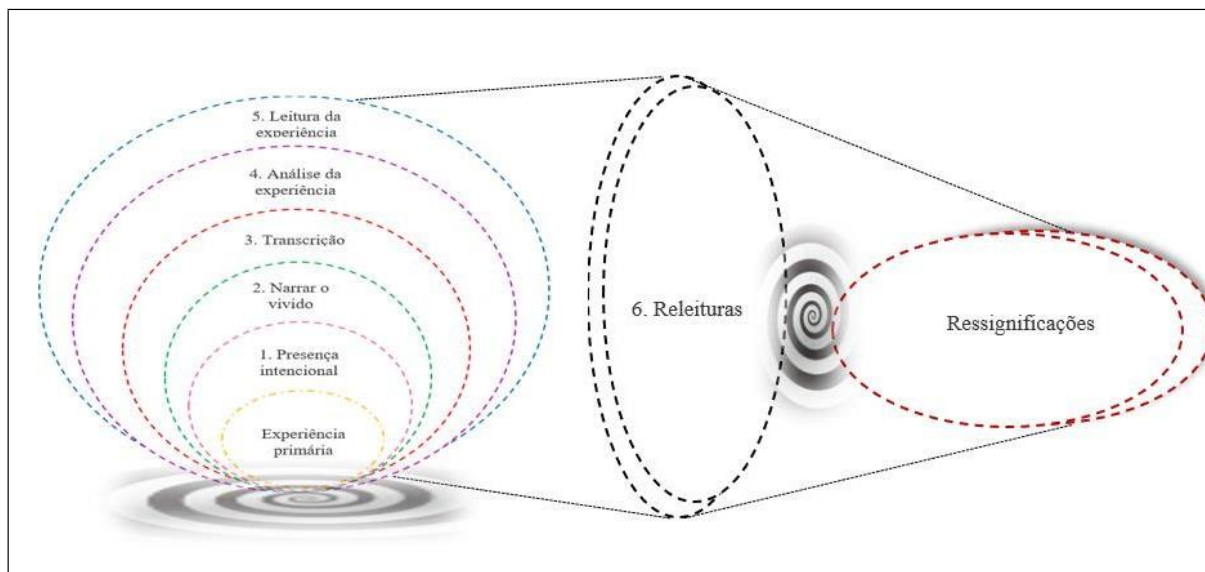 5. Leitura da
experiência
4. Análise da
experiência
3. Transcrição
2. Narrar o
vivido
1. Presença
intencional
Experiência
primária
6. Releituras
Ressignificações